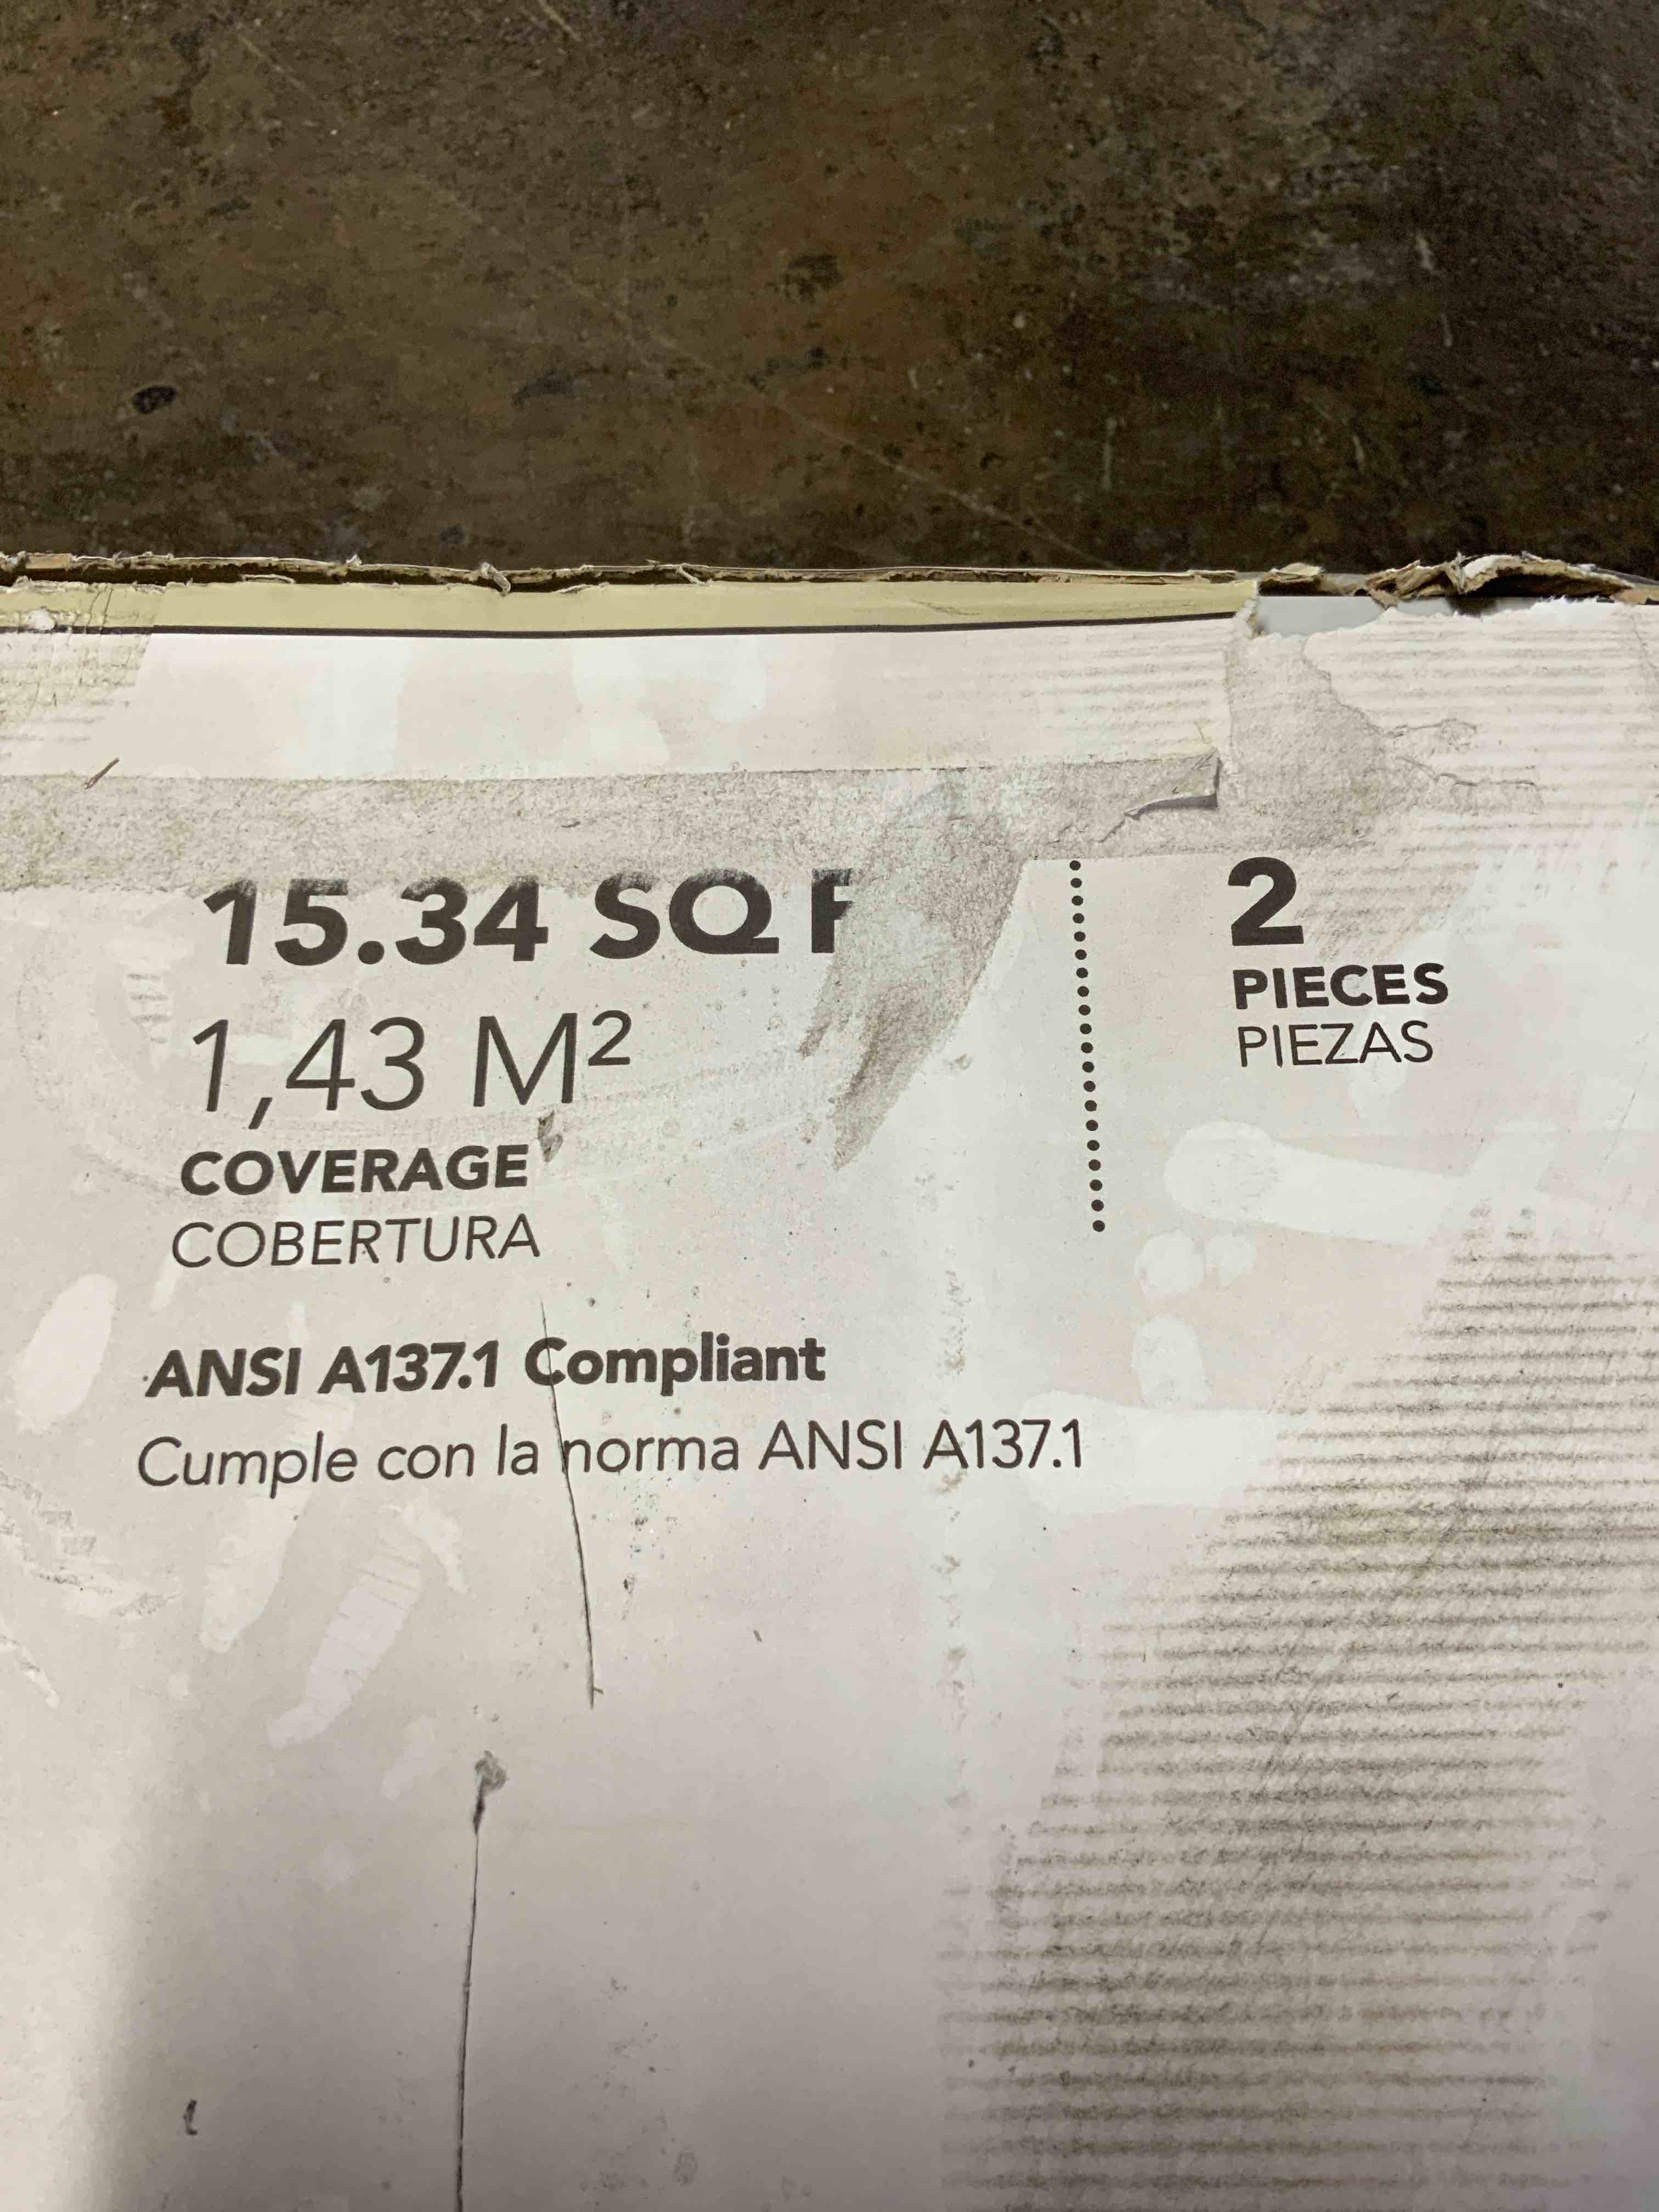 15.34 SQ F
1,43 M²
COVERAGE
COBERTURA
2
PIECES
PIEZAS
ANSI A137.1 Compliant
Cumple con la norma ANSI A137.1